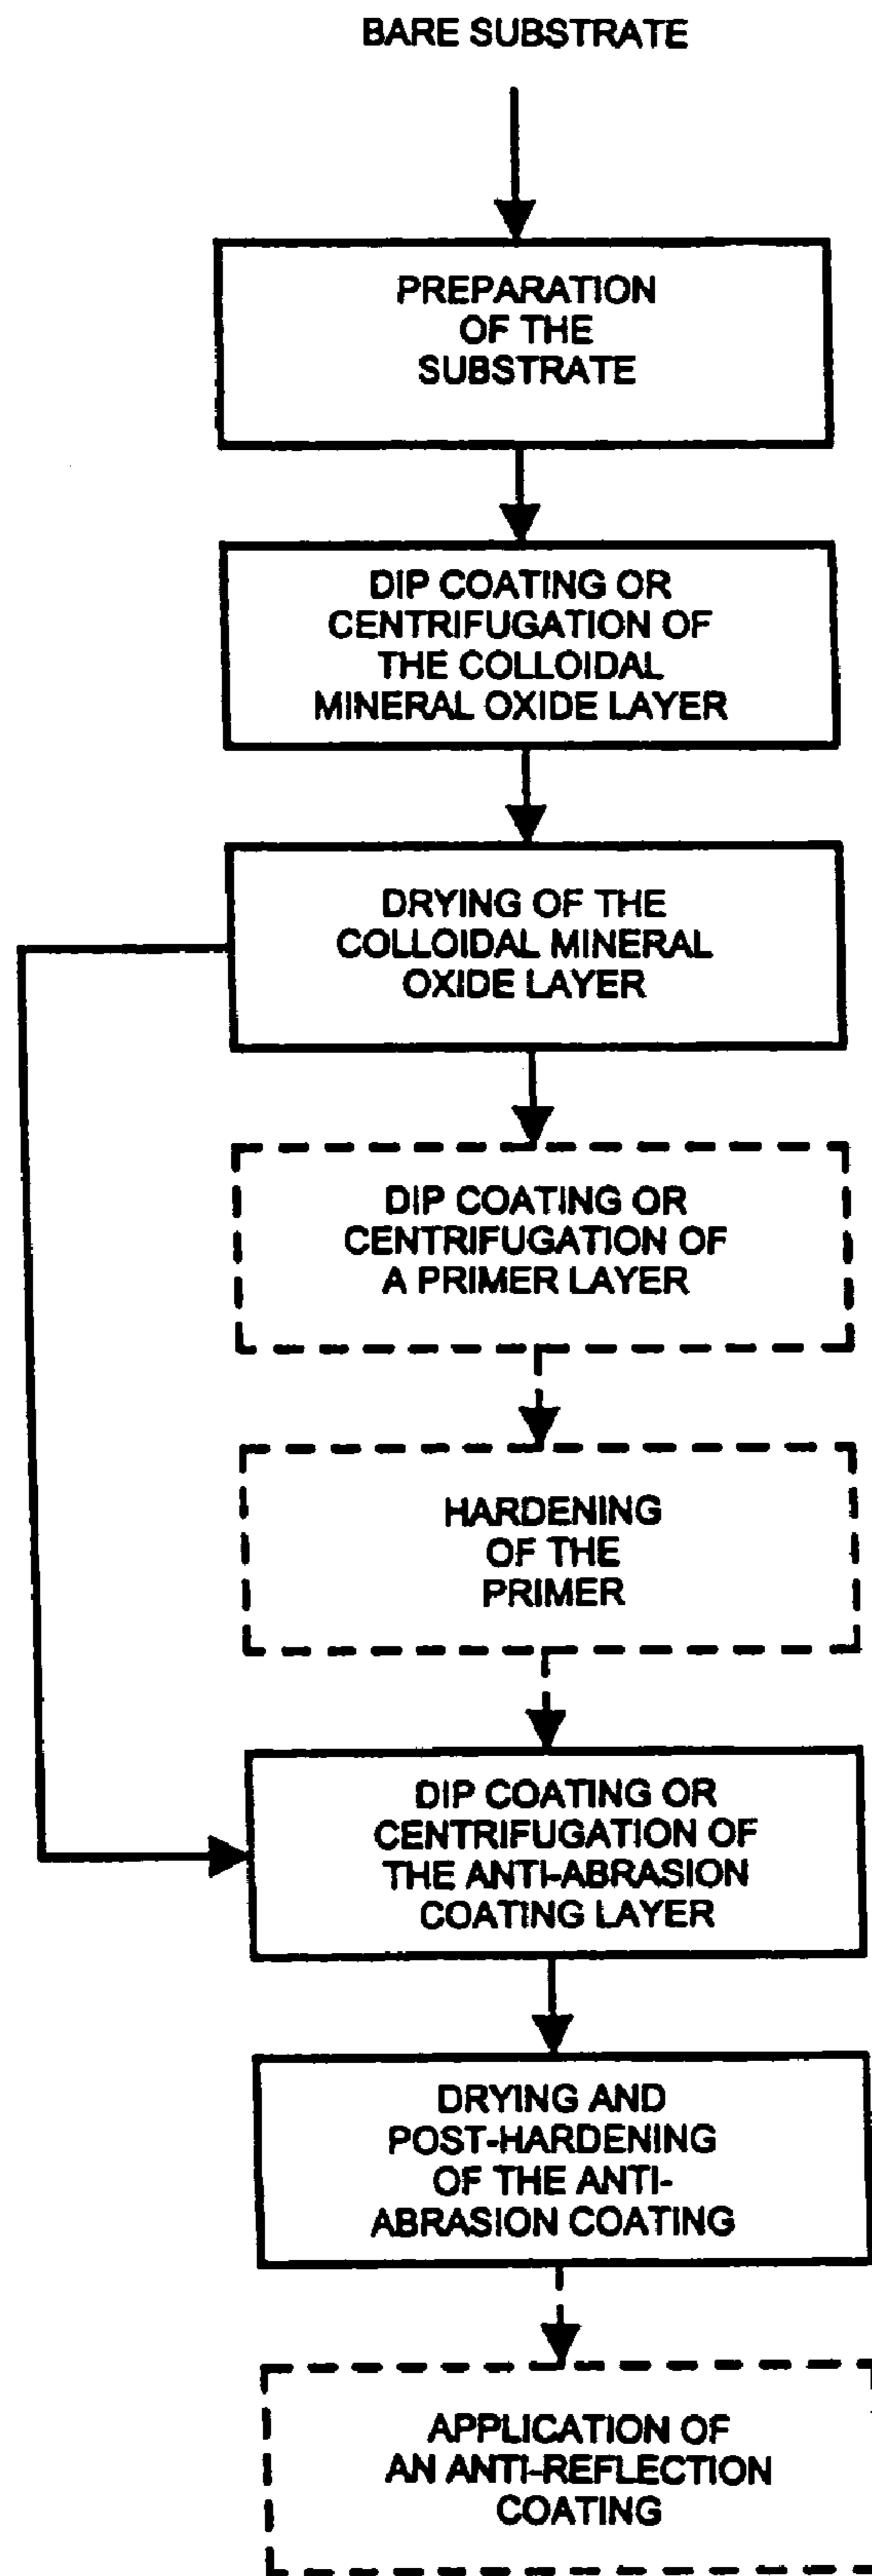 BARE SUBSTRATE
PREPARATION
OF THE
SUBSTRATE
DIP COATING OR
CENTRIFUGATION OF
THE COLLOIDAL
MINERAL OXIDE LAYER
DRYING OF THE
COLLOIDAL MINERAL
OXIDE LAYER
DIP COATING OR
CENTRIFUGATION OF
A PRIMER LAYER
HARDENING
OF THE
PRIMER
DIP COATING OR
CENTRIFUGATION OF
THE ANTI-ABRASION
COATING LAYER
DRYING AND
POST-HARDENING
OF THE ANTI-
ABRASION COATING
APPLICATION OF
AN ANTI-REFLECTION
COATING